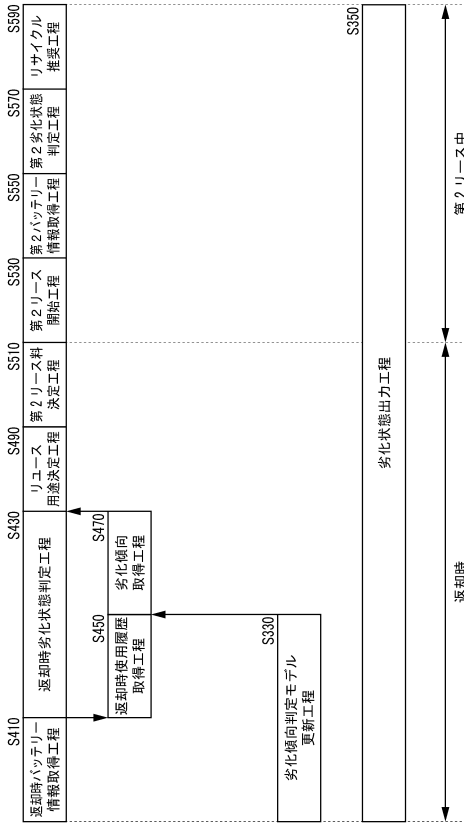 S410
返却時バッテリー
情報取得工程
S430
返却時劣化状態判定工程
S490
リユース
用途決定工程
S510
第2リース料
決定工程
S530
第2リース
開始工程
S550
第2バッテリー
情報取得工程
S570
第2劣化状態
判定工程
S590
リサイクル
推奨工程
S450
返却時使用履歴
取得工程
S470
劣化傾向
取得工程
S330
劣化傾向判定モデル
更新工程
S350
劣化状態出力工程
返却時
第2リース中